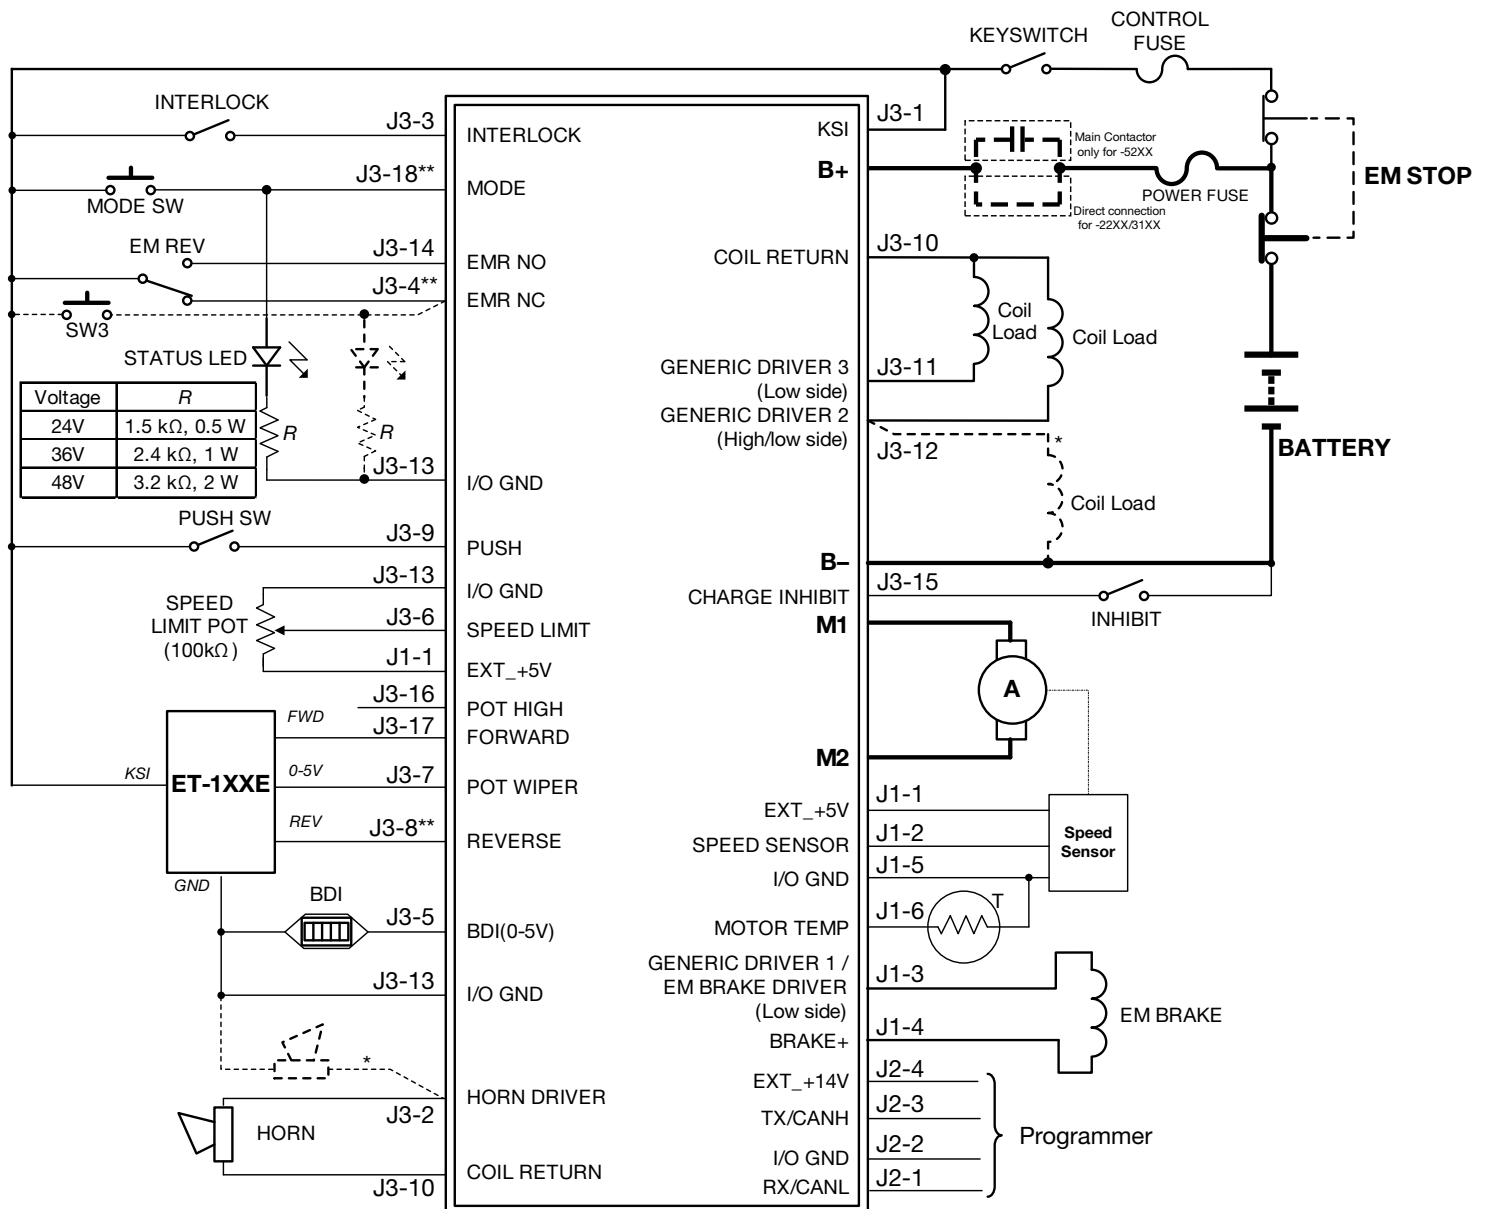 CONTROL
FUSE
KEYSWITCH
INTERLOCK
J3-3
INTERLOCK
J3-1
KSI
Main Contactor
only for -52XX
B+
POWER FUSE
Direct connection
for -22XX/31XX
EM STOP
J3-18**
MODE
MODE SW
EM REV
J3-14
EMR NO
J3-4**
EMR NC
SW3
STATUS LED
Voltage R
24V 1.5 kΩ, 0.5 W
36V 2.4 kΩ, 1 W
48V 3.2 kΩ, 2 W
R
R
J3-13
I/O GND
J3-10
COIL RETURN
Coil
Load
Coil Load
GENERIC DRIVER 3
(Low side)
J3-11
GENERIC DRIVER 2
(High/low side)
J3-12
*
Coil Load
BATTERY
PUSH SW
J3-9
PUSH
B–
J3-15
CHARGE INHIBIT
INHIBIT
J3-13
I/O GND
SPEED
LIMIT POT
(100kΩ)
J3-6
SPEED LIMIT
J1-1
EXT_+5V
J3-16
POT HIGH
M1
A
M2
FWD
J3-17
FORWARD
KSI
ET-1XXE
0-5V
J3-7
POT WIPER
REV
J3-8**
REVERSE
GND
J1-1
EXT_+5V
J1-2
SPEED SENSOR
J1-5
I/O GND
Speed
Sensor
J1-6
MOTOR TEMP
T
BDI
J3-5
BDI(0-5V)
J3-13
I/O GND
GENERIC DRIVER 1 /
EM BRAKE DRIVER
(Low side)
J1-3
EM BRAKE
J1-4
BRAKE+
*
HORN DRIVER
J3-2
HORN
COIL RETURN
J3-10
J2-4
EXT_+14V
J2-3
TX/CANH
J2-2
I/O GND
J2-1
RX/CANL
Programmer